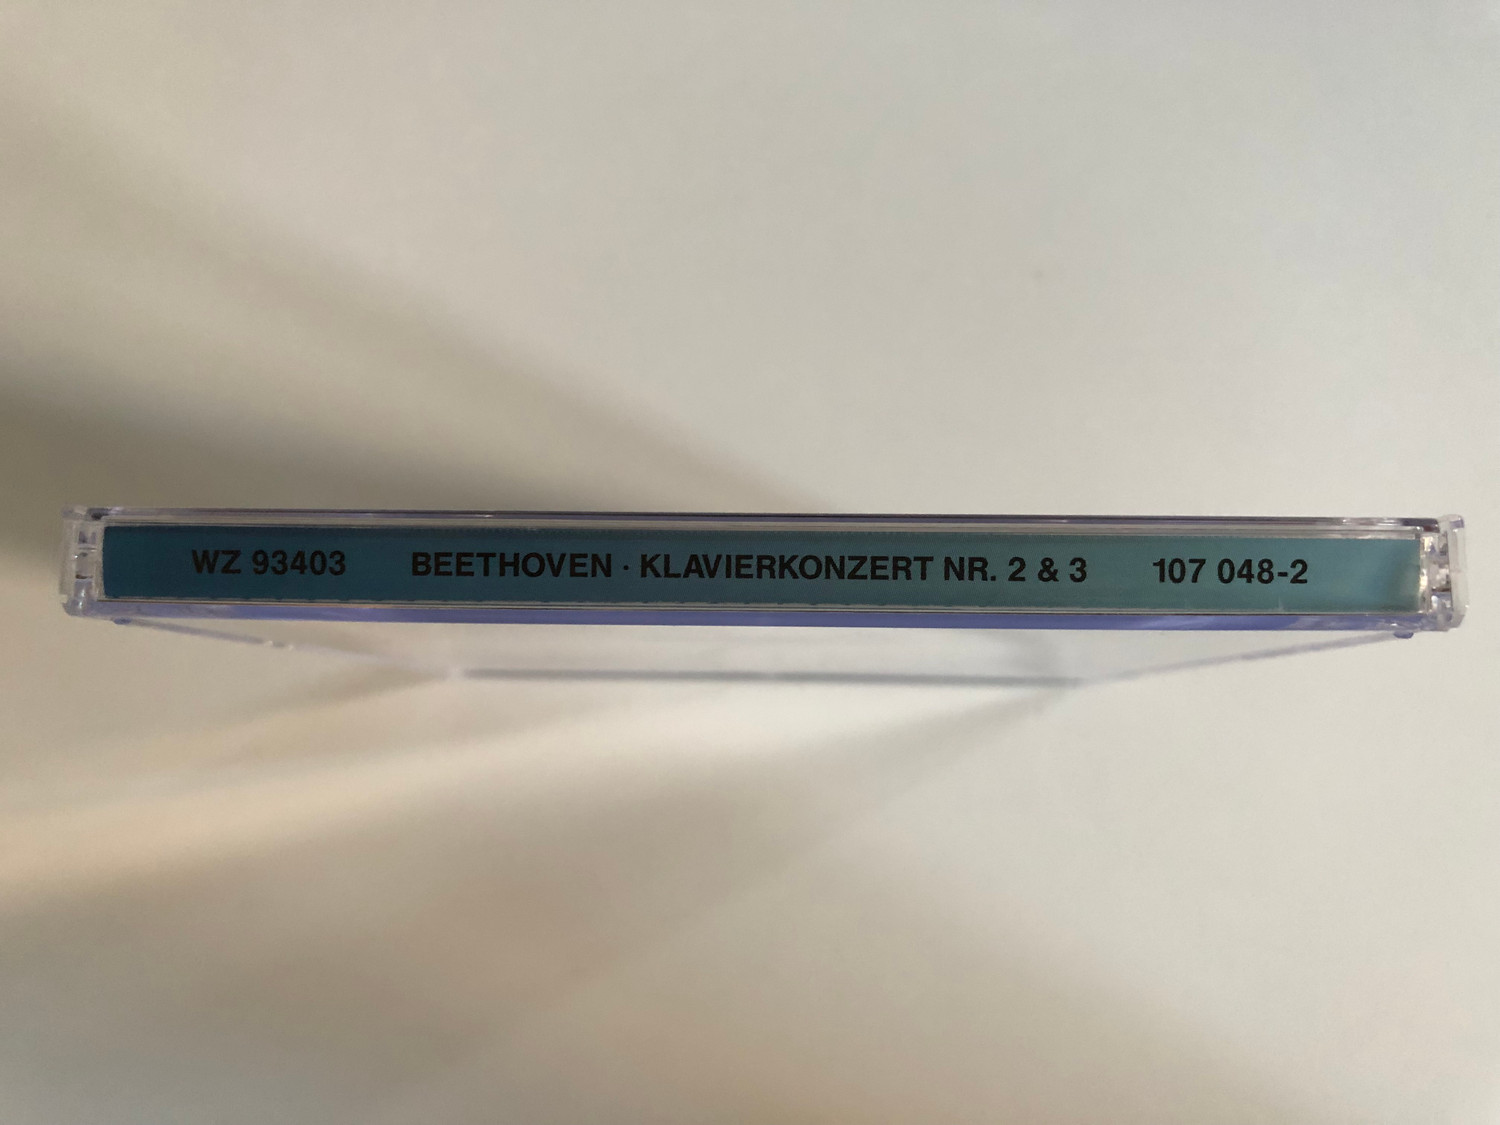 WZ 93403 BEETHOVEN · KLAVIERKONZERT NR. 2 & 3 107 048-2